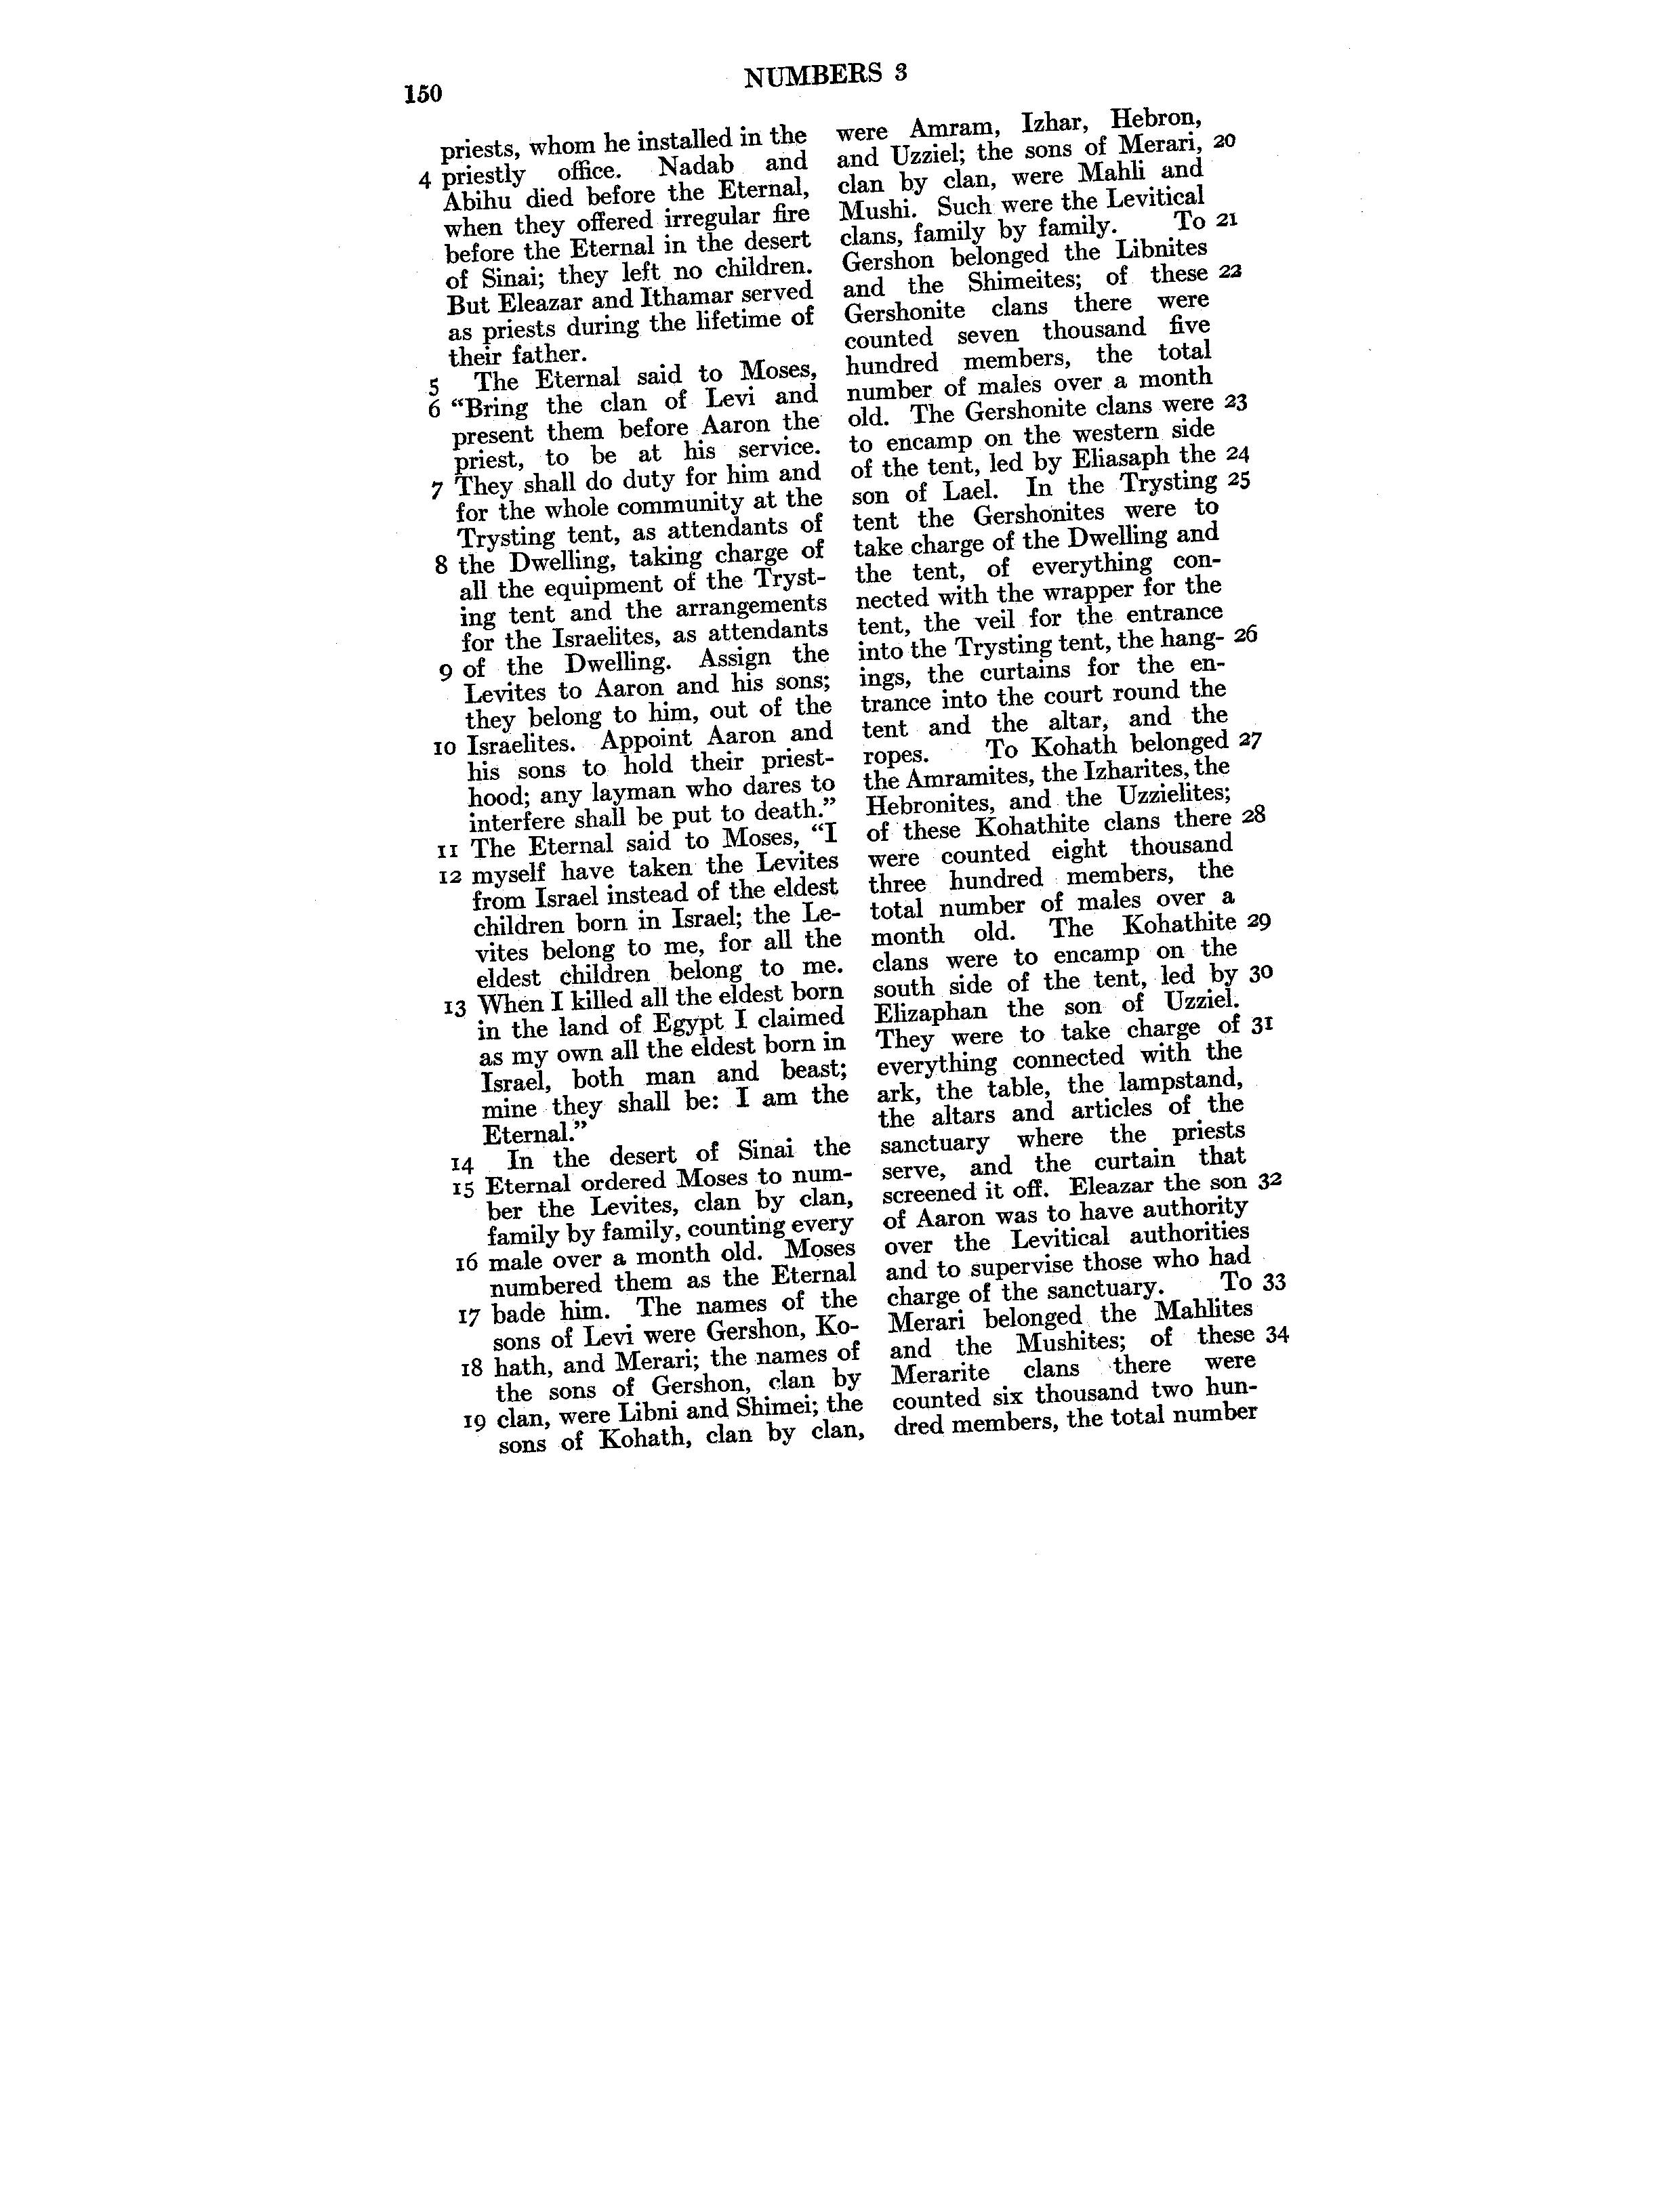 150
NUMBERS 3
priests, whom he installed in the
4 priestly office. Nadab and
Abihu died before the Eternal,
when they offered irregular fire
before the Eternal in the desert
of Sinai; they left no children.
But Eleazar and Ithamar served
as priests during the lifetime of
their father.
5 The Eternal said to Moses,
6 “Bring the clan of Levi and
present them before Aaron the
priest, to be at his service.
7 They shall do duty for him and
for the whole community at the
Trysting tent, as attendants of
8 the Dwelling, taking charge of
all the equipment of the Tryst-
ing tent and the arrangements
for the Israelites, as attendants
9 of the Dwelling. Assign the
Levites to Aaron and his sons;
they belong to him, out of the
10 Israelites. Appoint Aaron and
his sons to hold their priest-
hood; any layman who dares to
interfere shall be put to death.”
11 The Eternal said to Moses, “I
12 myself have taken the Levites
from Israel instead of the eldest
children born in Israel; the Le-
vites belong to me, for all the
eldest children belong to me.
13 When I killed all the eldest born
in the land of Egypt I claimed
as my own all the eldest born in
Israel, both man and beast;
mine they shall be: I am the
Eternal.”
14 In the desert of Sinai the
15 Eternal ordered Moses to num-
ber the Levites, clan by clan,
family by family, counting every
16 male over a month old. Moses
numbered them as the Eternal
17 bade him. The names of the
sons of Levi were Gershon, Ko-
18 hath, and Merari; the names of
the sons of Gershon, clan by
19 clan, were Libni and Shimei; the
sons of Kohath, clan by clan,
were Amram, Izhar, Hebron,
and Uzziel; the sons of Merari, 20
clan by clan, were Mahli and
Mushi. Such were the Levitical
clans, family by family. To 21
Gershon belonged the Libnites
and the Shimeites; of these 22
Gershonite clans there were
counted seven thousand five
hundred members, the total
number of males over a month
old. The Gershonite clans were 23
to encamp on the western side
of the tent, led by Eliasaph the 24
son of Lael. In the Trysting 25
tent the Gershonites were to
take charge of the Dwelling and
the tent, of everything con-
nected with the wrapper for the
tent, the veil for the entrance
into the Trysting tent, the hang- 26
ings, the curtains for the en-
trance into the court round the
tent and the altar, and the
ropes. To Kohath belonged 27
the Amramites, the Izharites, the
Hebronites, and the Uzzielites;
of these Kohathite clans there 28
were counted eight thousand
three hundred members, the
total number of males over a
month old. The Kohathite 29
clans were to encamp on the
south side of the tent, led by 30
Elizaphan the son of Uzziel.
They were to take charge of 31
everything connected with the
ark, the table, the lampstand,
the altars and articles of the
sanctuary where the priests
serve, and the curtain that
screened it off. Eleazar the son 32
of Aaron was to have authority
over the Levitical authorities
and to supervise those who had
charge of the sanctuary. To 33
Merari belonged the Mahlites
and the Mushites; of these 34
Merarite clans there were
counted six thousand two hun-
dred members, the total number